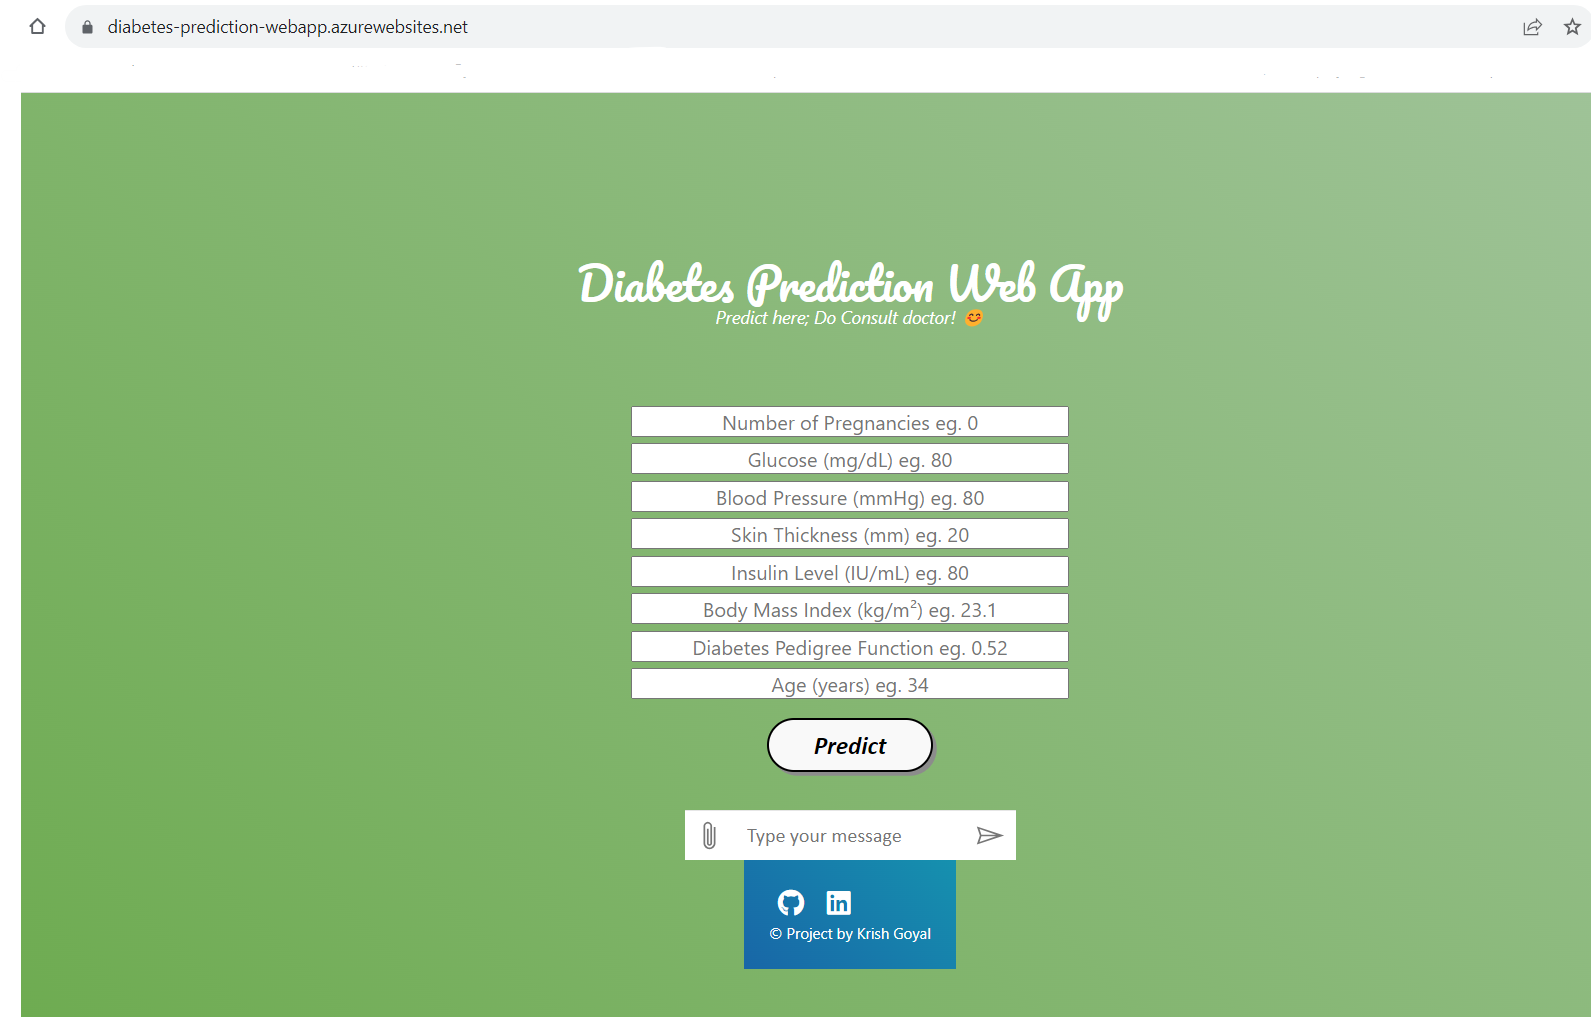 diabetes-prediction-webapp.azurewebsites.net
Diabetes Prediction Web App
Predict here; Do Consult doctor! 😊
Number of Pregnancies eg. 0
Glucose (mg/dL) eg. 80
Blood Pressure (mmHg) eg. 80
Skin Thickness (mm) eg. 20
Insulin Level (IU/mL) eg. 80
Body Mass Index (kg/m²) eg. 23.1
Diabetes Pedigree Function eg. 0.52
Age (years) eg. 34
Predict
Type your message
in
© Project by Krish Goyal